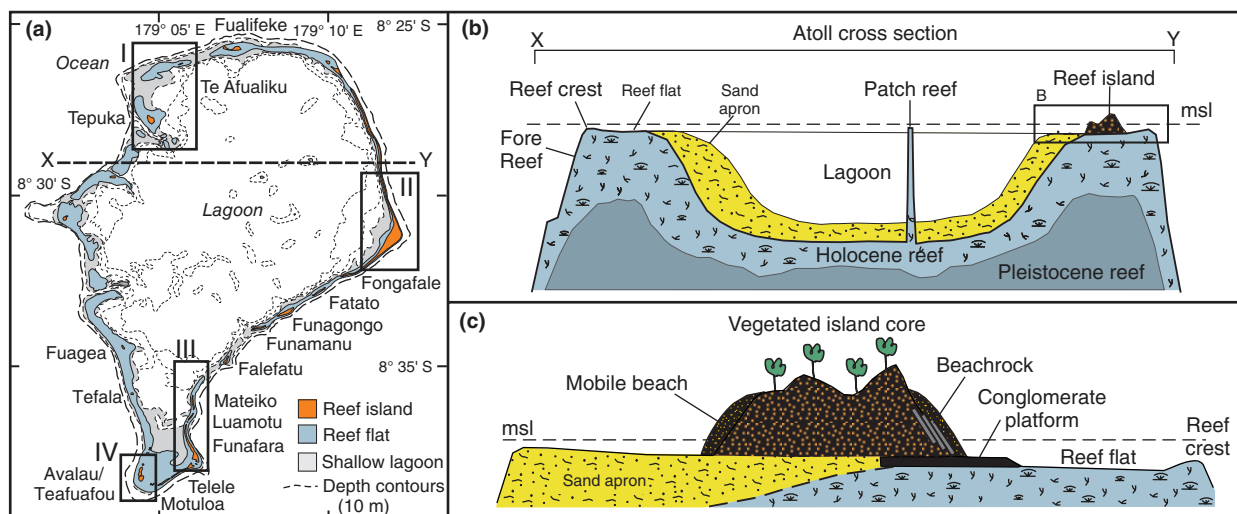 (a)
179° 05' E
Fualifeke
179° 10' E
8° 25' S
I
Ocean
Te Afualiku
Tepuka
X
Y
8° 30' S
II
Lagoon
Fongafale
Fatato
Funagongo
Funamanu
Fuagea
III
Falefatu
8° 35' S
Tefala
Mateiko
Luamotu
Funafara
IV
Avalau/
Teafuafou
Telele
Motuloa
Reef island
Reef flat
Shallow lagoon
Depth contours
(10 m)
(b)
X
Atoll cross section
Y
Reef crest
Reef flat
Sand
apron
Patch reef
Reef island
B
msl
Fore
Reef
Lagoon
Holocene reef
Pleistocene reef
(c)
Vegetated island core
Mobile beach
Beachrock
Conglomerate
platform
msl
Reef
crest
Reef flat
Sand apron